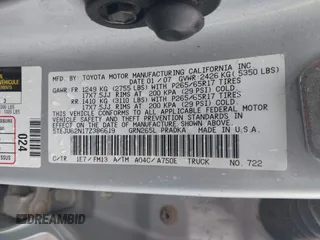 MFD. BY: TOYOTA MOTOR MANUFACTURING CALIFORNIA INC.
DATE 01 / 07 GVWR 2426 KG( 5350 LBS)
GAWR FR 1249 KG (2755 LBS) WITH P265/65R17 TIRES
17X7.5JJ RIMS AT 200 KPA (29 PSI) COLD.
RR 1410 KG (3110 LBS) WITH P265/65R17 TIRES
17X7.5JJ RIMS AT 200 KPA (29 PSI) COLD.
THIS VEHICLE CONFORMS TO ALL APPLICABLE FEDERAL MOTOR
VEHICLE SAFETY AND THEFT PREVENTION STANDARDS IN EFFECT
ON THE DATE OF MANUFACTURE SHOWN ABOVE.
GRN265L PRADKA MADE IN U.S.A.
C/TR 1E7/ FM13 A/TM A04C/ A750E TRUCK NO. 722
024
DREAMBID